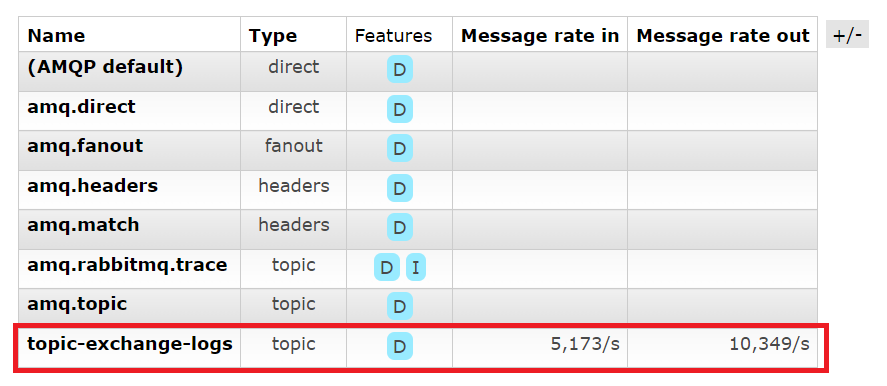 Name Type Features Message rate in Message rate out +/-
(AMQP default) direct D
amq.direct direct D
amq.fanout fanout D
amq.headers headers D
amq.match headers D
amq.rabbitmq.trace topic D I
amq.topic topic D
topic-exchange-logs topic D 5,173/s 10,349/s